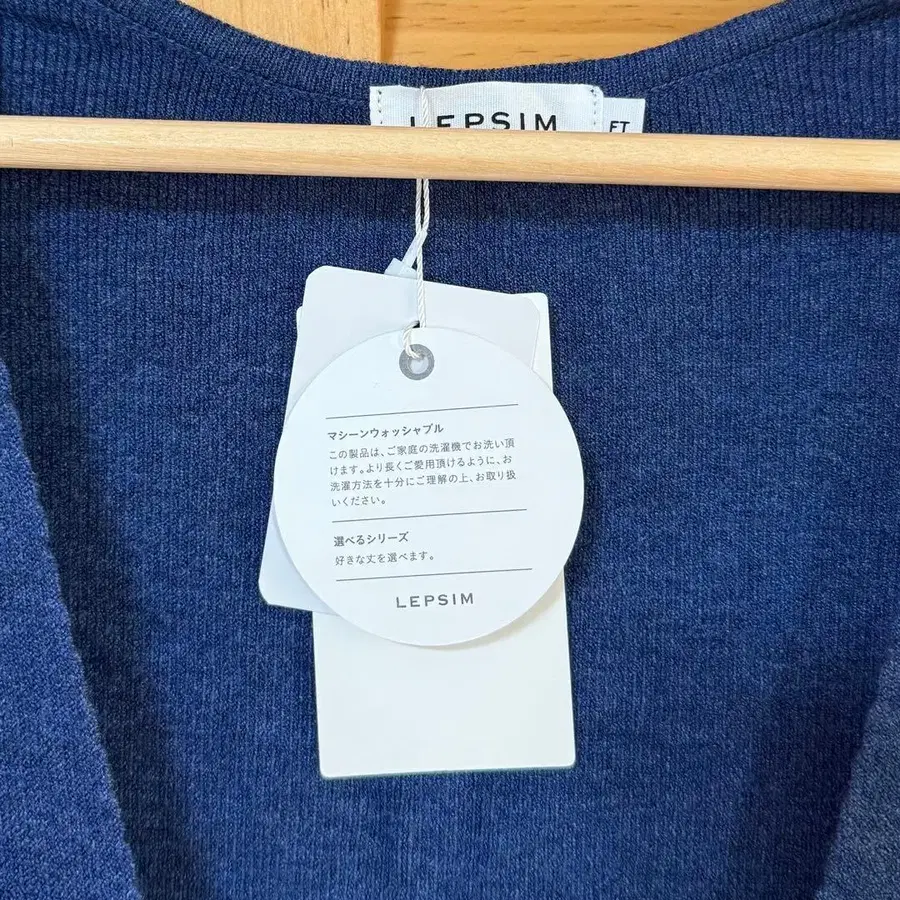 LEPSIM
FT
マシーンウォッシャブル
この製品は、ご家庭の洗濯機でお洗い頂
けます。より長くご愛用頂けるように、お
洗濯方法を十分にご理解の上、お取り扱
いください。
選べるシリーズ
好きな丈を選べます。
LEPSIM